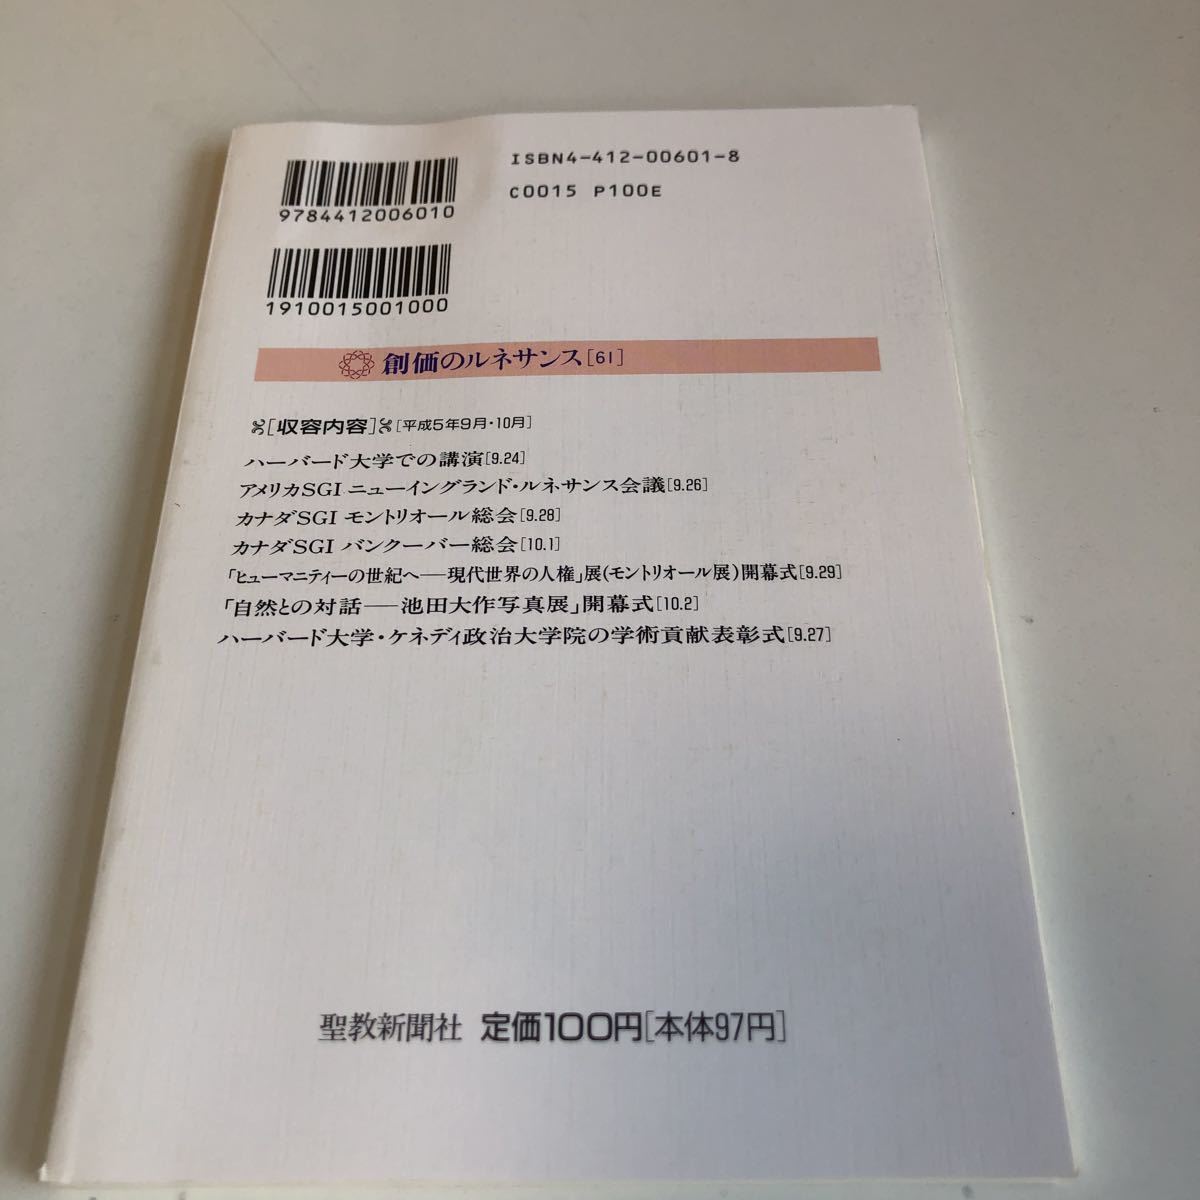 ISBN4-412-00601-8
C0015 P100E
9784412006010
1910015001000
創価のルネサンス[61]
[収容内容][平成5年9月・10月]
ハーバード大学での講演[9.24]
アメリカSGI ニューイングランド・ルネサンス会議[9.26]
カナダSGI モントリオール総会[9.28]
カナダSGI バンクーバー総会[10.1]
「ヒューマニティーの世紀へ──現代世界の人権」展(モントリオール展)開幕式[9.29]
「自然との対話──池田大作写真展」開幕式[10.2]
ハーバード大学・ケネディ政治大学院の学術貢献表彰式[9.27]
聖教新聞社 定価100円[本体97円]